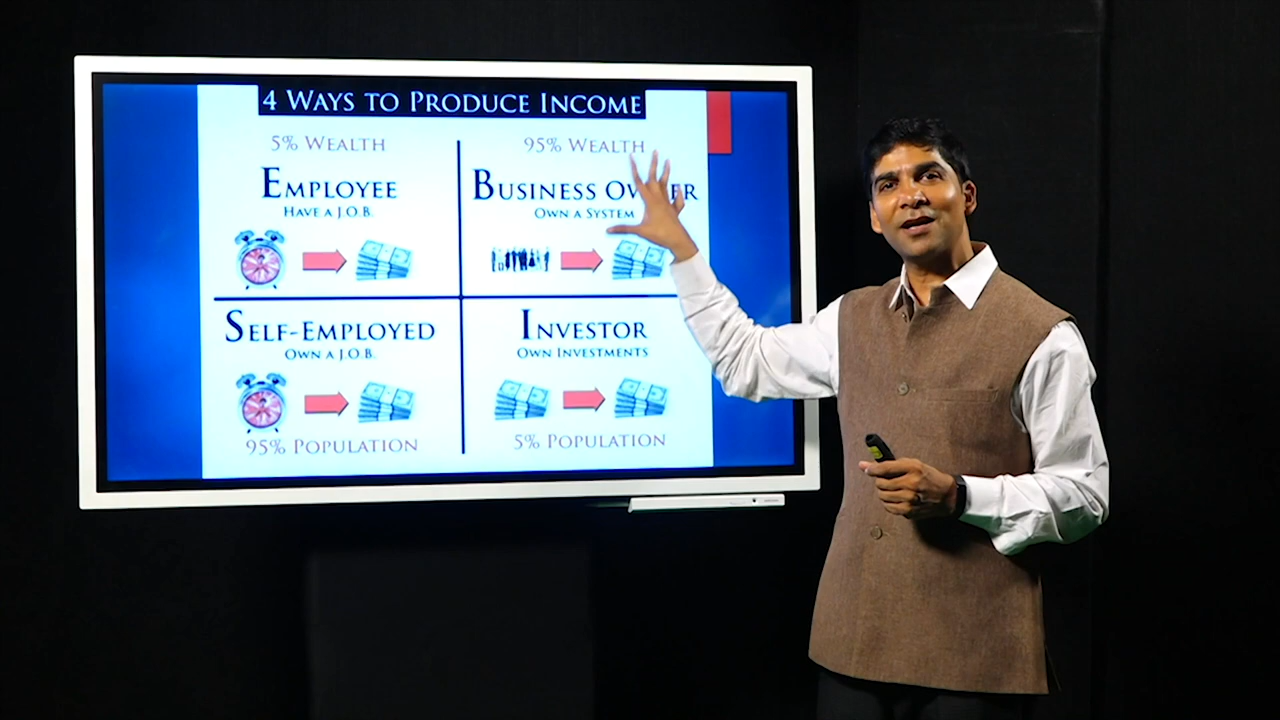 4 Ways to Produce Income
5% Wealth
Employee
Have a J.O.B.
95% Wealth
Business Owner
Own a System
Self-Employed
Own a J.O.B.
95% Population
Investor
Own Investments
5% Population